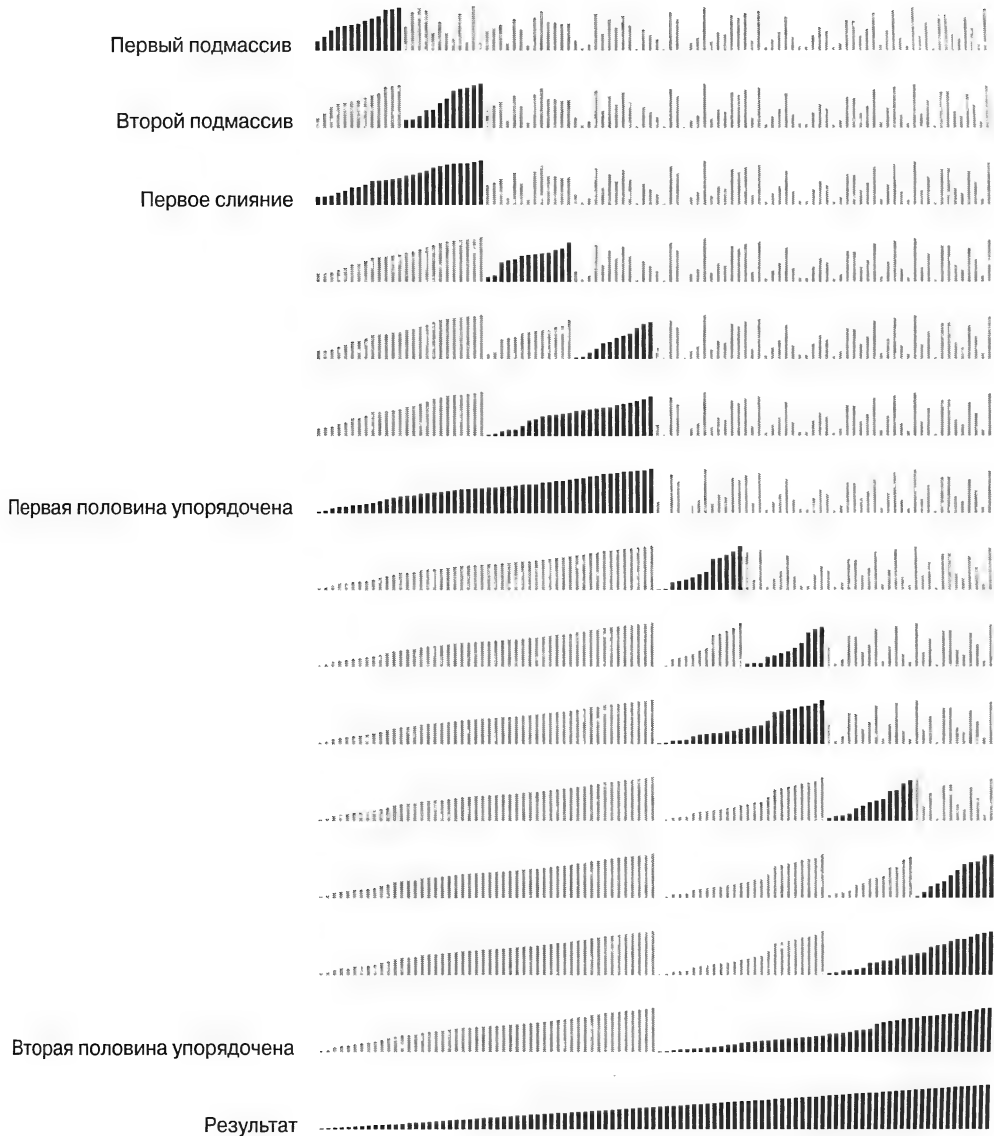 Первый подмассив
Второй подмассив
Первое слияние
Первая половина упорядочена
Вторая половина упорядочена
Результат